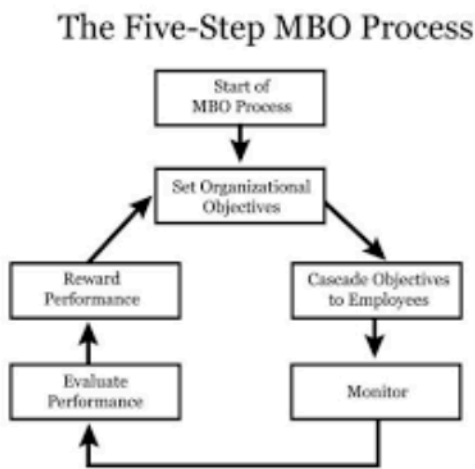 The Five-Step MBO Process
Start of
MBO Process
Set Organizational
Objectives
Reward
Performance
Cascade Objectives
to Employees
Evaluate
Performance
Monitor